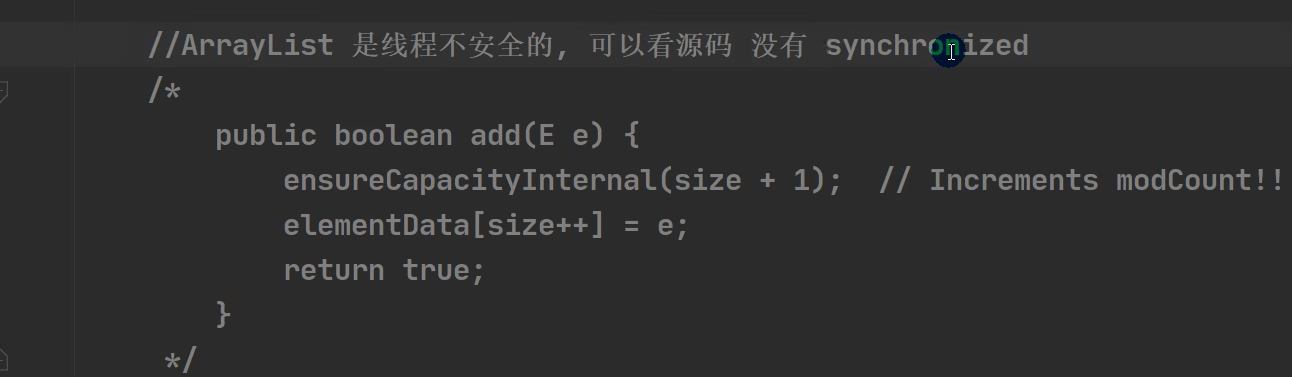 //ArrayList 是线程不安全的, 可以看源码 没有 synchronized
/*
public boolean add(E e) {
ensureCapacityInternal(size + 1);  // Increments modCount!!
elementData[size++] = e;
return true;
}
*/